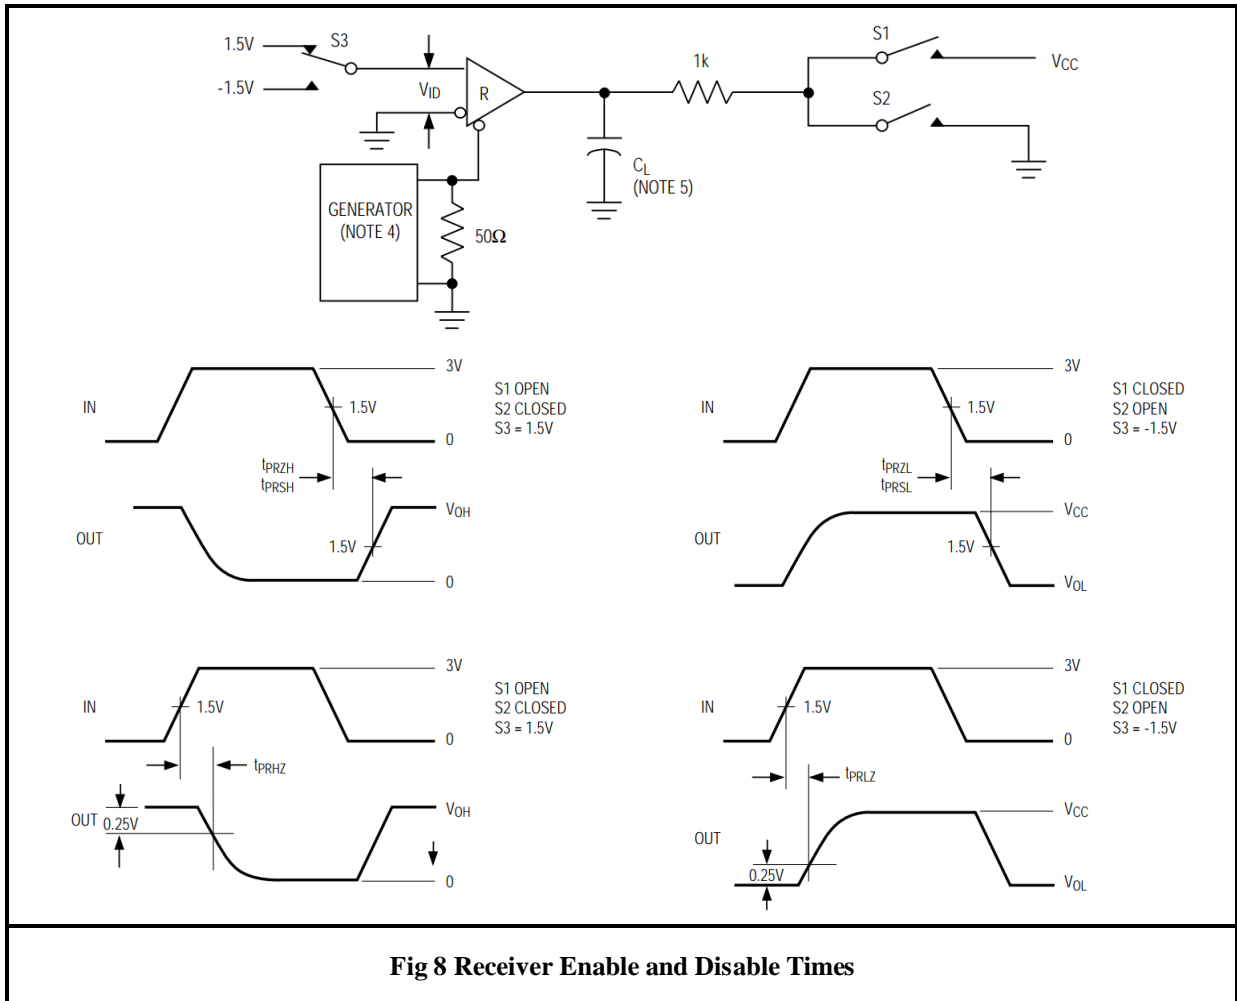 1.5V
S3
-1.5V
VID
R
1k
S1
VCC
S2
CL
(NOTE 5)
GENERATOR
(NOTE 4)
50Ω
IN
3V
1.5V
0
S1 OPEN
S2 CLOSED
S3 = 1.5V
tPRZH
tPRSH
OUT
VOH
1.5V
0
IN
3V
1.5V
0
S1 CLOSED
S2 OPEN
S3 = -1.5V
tPRZL
tPRSL
OUT
VCC
1.5V
VOL
IN
3V
1.5V
0
S1 OPEN
S2 CLOSED
S3 = 1.5V
tPRHZ
OUT
0.25V
VOH
0
IN
3V
1.5V
0
S1 CLOSED
S2 OPEN
S3 = -1.5V
tPRLZ
OUT
0.25V
VCC
VOL
Fig 8 Receiver Enable and Disable Times